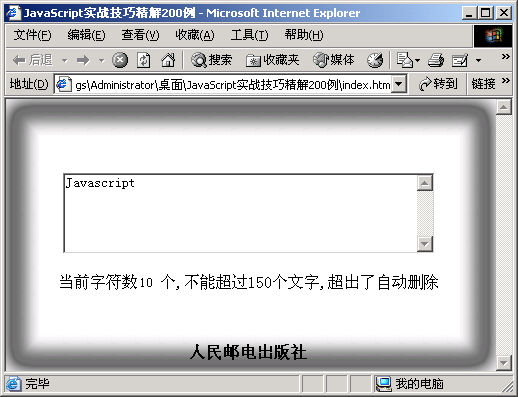 JavaScript实战技巧精解200例 - Microsoft Internet Explorer
文件(F) 编辑(E) 查看(V) 收藏(A) 工具(T) 帮助(H)
后退 搜索 收藏夹 媒体
地址(D) gs\Administrator\桌面\JavaScript实战技巧精解200例\index.htm 转到 链接 »
Javascript
当前字符数10 个,不能超过150个文字,超出了自动删除
人民邮电出版社
完毕 我的电脑